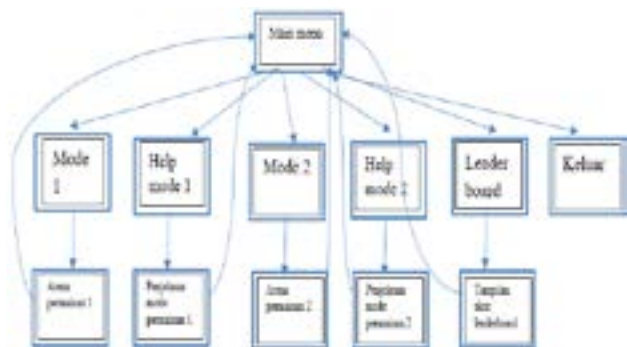 Main menu
Mode
1
Help
mode 1
Mode 2
Help
mode 2
Leader
board
Keluar
Arena
permainan 1
Penjelasan
mode
permainan 1
Arena
permainan 2
Penjelasan
mode
permainan 2
Tampilan
skor
leaderboard